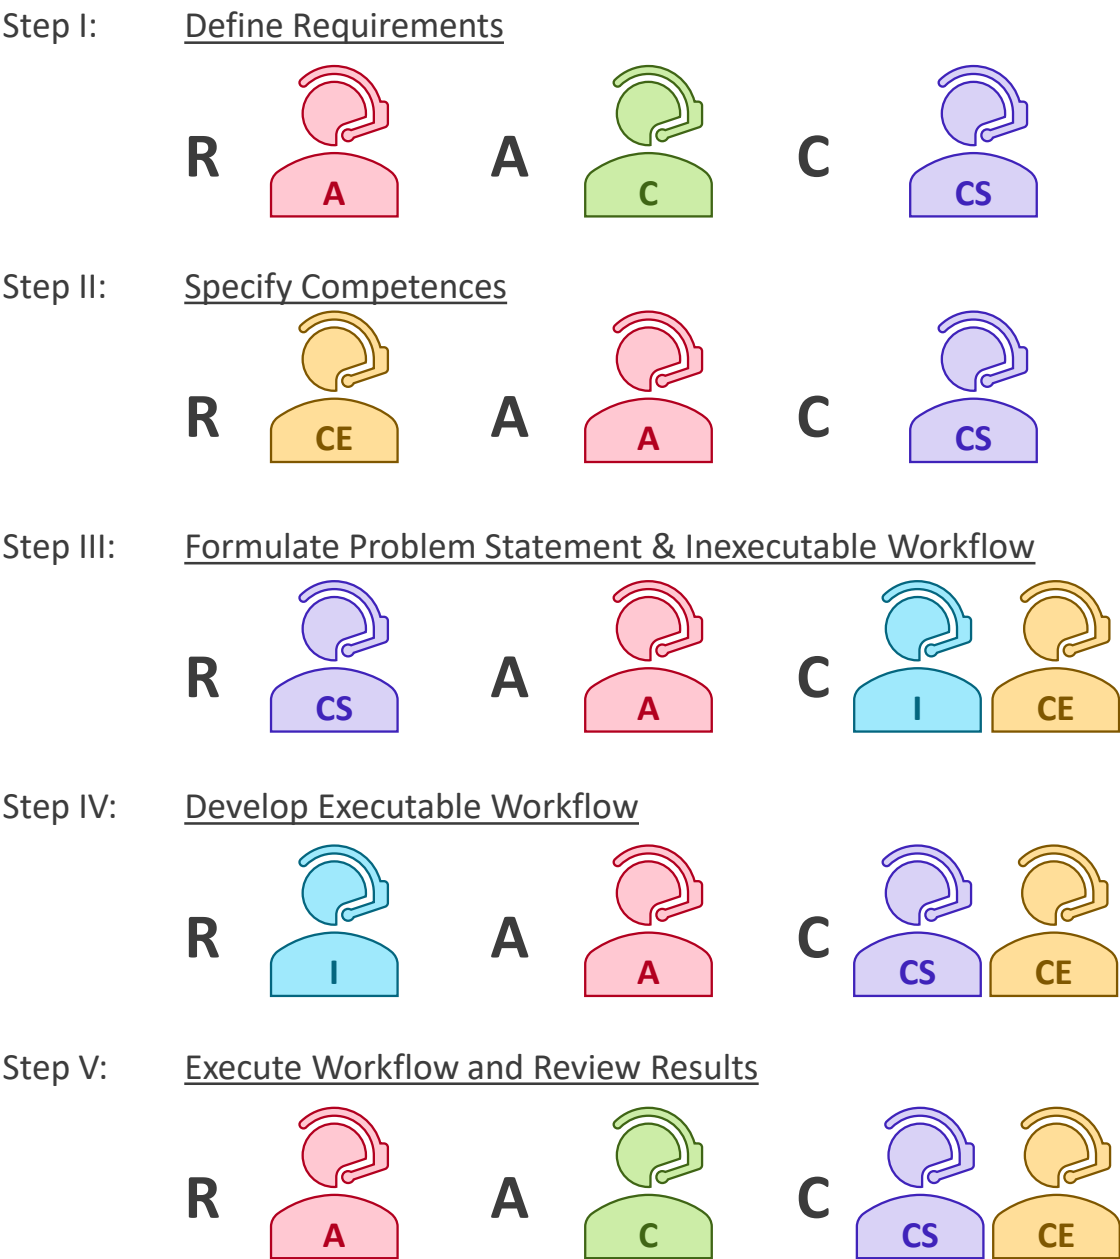 Step I: Define Requirements
R A A C C CS
Step II: Specify Competences
R CE A A C CS
Step III: Formulate Problem Statement & Inexecutable Workflow
R CS A A C I CE
Step IV: Develop Executable Workflow
R I A A C CS CE
Step V: Execute Workflow and Review Results
R A A C C CS CE